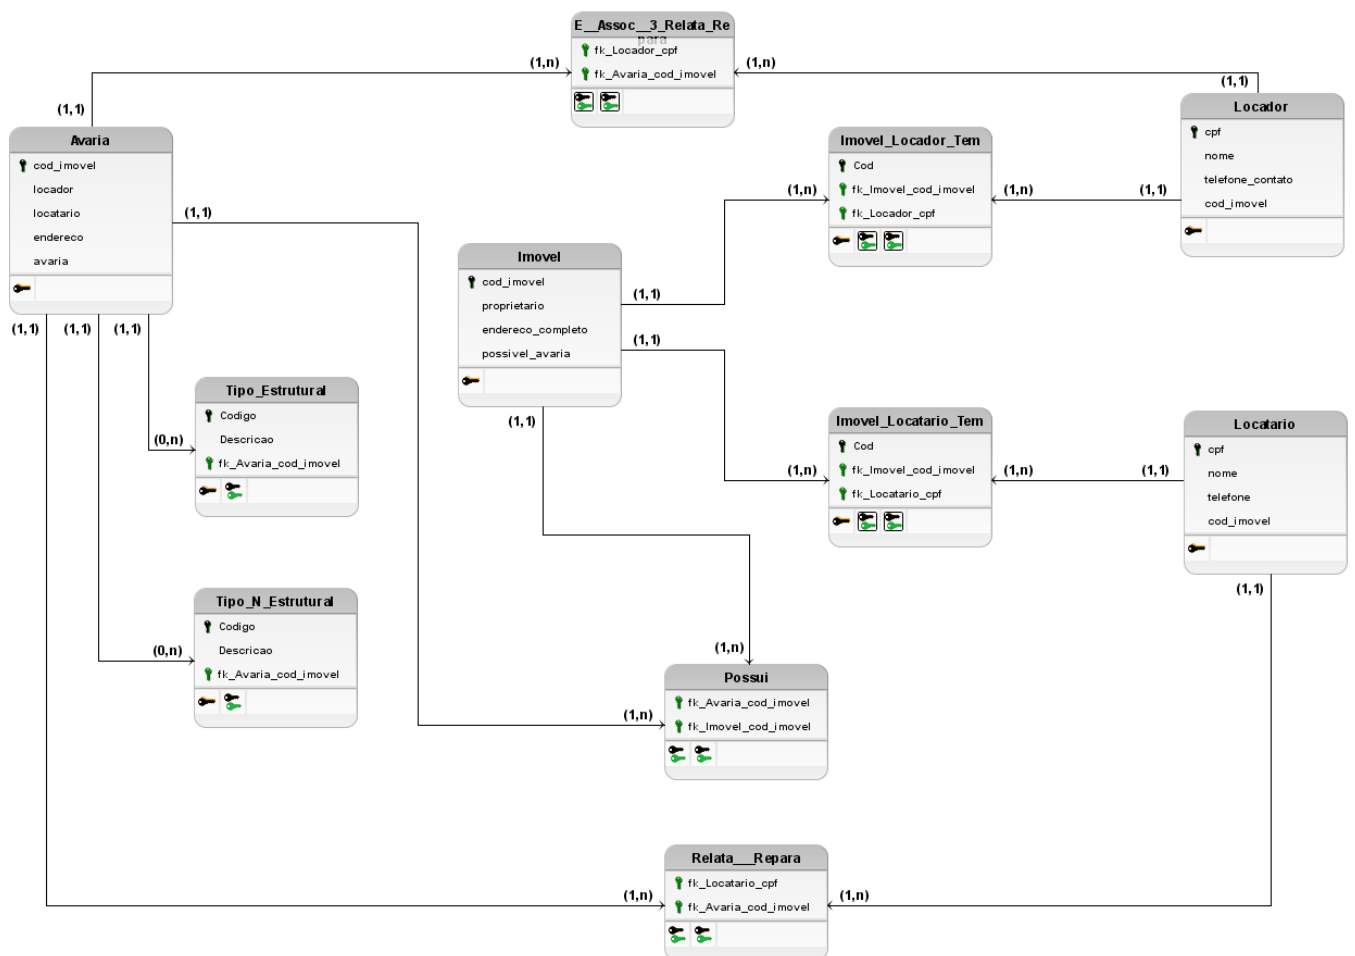 E__Assoc__3_Relata_Re
para
fk_Locador_cpf
fk_Avaria_cod_imovel
(1,n)
(1,n)
(1,1)
(1,1)
Avaria
cod_imovel
locador
locatario
endereco
avaria
(1,1)
(1,1)
(1,1)
(1,1)
Locador
cpf
nome
telefone_contato
cod_imovel
(1,1)
Imovel_Locador_Tem
Cod
fk_Imovel_cod_imovel
fk_Locador_cpf
(1,n)
(1,n)
Imovel
cod_imovel
proprietario
endereco_completo
possivel_avaria
(1,1)
(1,1)
(1,1)
Tipo_Estrutural
Codigo
Descricao
fk_Avaria_cod_imovel
(0,n)
Imovel_Locatario_Tem
Cod
fk_Imovel_cod_imovel
fk_Locatario_cpf
(1,n)
(1,n)
Locatario
cpf
nome
telefone
cod_imovel
(1,1)
(1,1)
Tipo_N_Estrutural
Codigo
Descricao
fk_Avaria_cod_imovel
(0,n)
(1,n)
Possui
fk_Avaria_cod_imovel
fk_Imovel_cod_imovel
(1,n)
Relata___Repara
fk_Locatario_cpf
fk_Avaria_cod_imovel
(1,n)
(1,n)